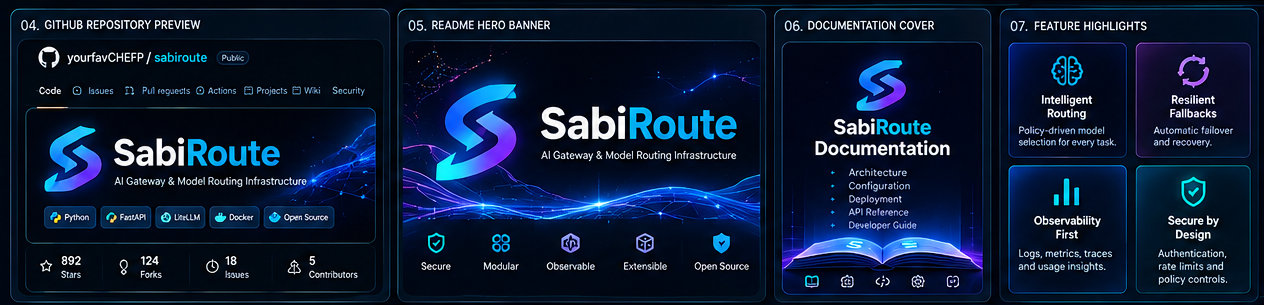 04. GITHUB REPOSITORY PREVIEW
yourfavCHEFP / sabiroute
Public
Code
Issues
Pull requests
Actions
Projects
Wiki
Security
SabiRoute
AI Gateway & Model Routing Infrastructure
Python
FastAPI
LiteLLM
Docker
Open Source
892
Stars
124
Forks
18
Issues
5
Contributors
05. README HERO BANNER
SabiRoute
AI Gateway & Model Routing Infrastructure
Secure
Modular
Observable
Extensible
Open Source
06. DOCUMENTATION COVER
SabiRoute
Documentation
Architecture
Configuration
Deployment
API Reference
Developer Guide
07. FEATURE HIGHLIGHTS
Intelligent
Routing
Policy-driven model
selection for every task.
Resilient
Fallbacks
Automatic failover
and recovery.
Observability
First
Logs, metrics, traces
and usage insights.
Secure by
Design
Authentication,
rate limits and
policy controls.